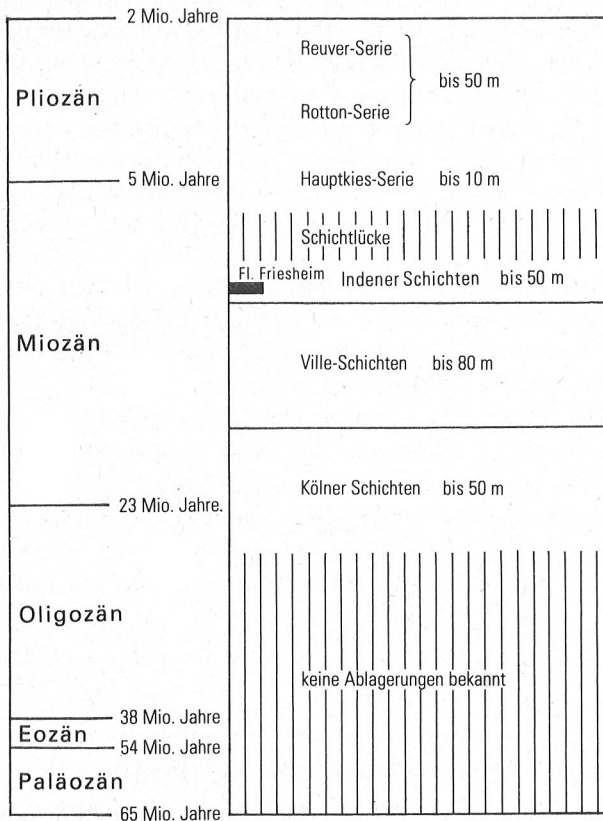 2 Mio. Jahre
Reuver-Serie
bis 50 m
Pliozän
Rotton-Serie
5 Mio. Jahre
Hauptkies-Serie bis 10 m
Schichtlücke
Fl. Friesheim
Indener Schichten bis 50 m
Miozän
Ville-Schichten bis 80 m
Kölner Schichten bis 50 m
23 Mio. Jahre.
Oligozän
keine Ablagerungen bekannt
38 Mio. Jahre
Eozän
54 Mio. Jahre
Paläozän
65 Mio. Jahre